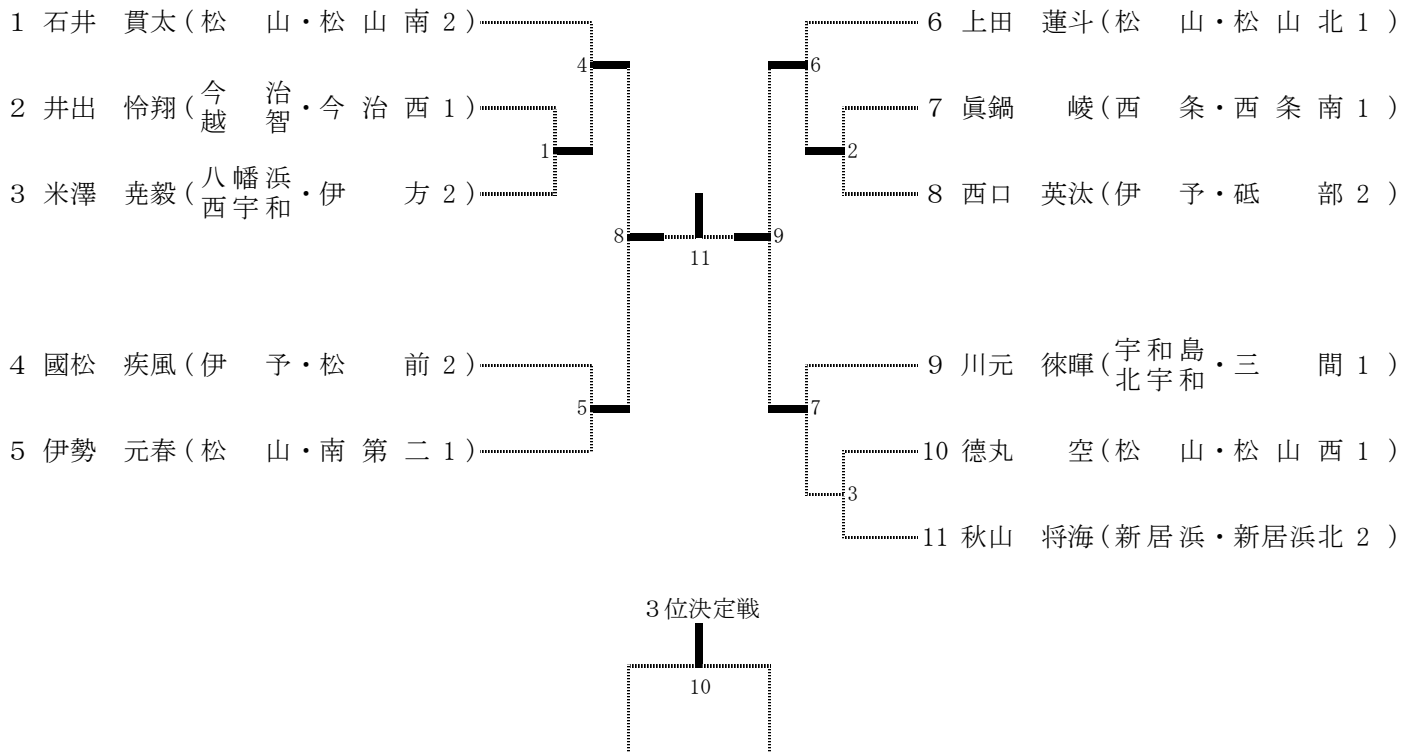 1 石井 貫太(松 山・松山南 2)
4
2 井出 怜翔(今治越智・今治西 1)
1
3 米澤 尭毅(八幡浜西宇和・伊 方 2)
8
4 國松 疾風(伊 予・松 前 2)
5
5 伊勢 元春(松 山・南第二 1)
11
6 上田 蓮斗(松 山・松山北 1)
6
7 眞鍋 崚(西 条・西条南 1)
2
8 西口 英汰(伊 予・砥 部 2)
9
9 川元 徠暉(宇和島北宇和・三 間 1)
7
10 德丸 空(松 山・松山西 1)
3
11 秋山 将海(新居浜・新居浜北 2)
3位決定戦
10